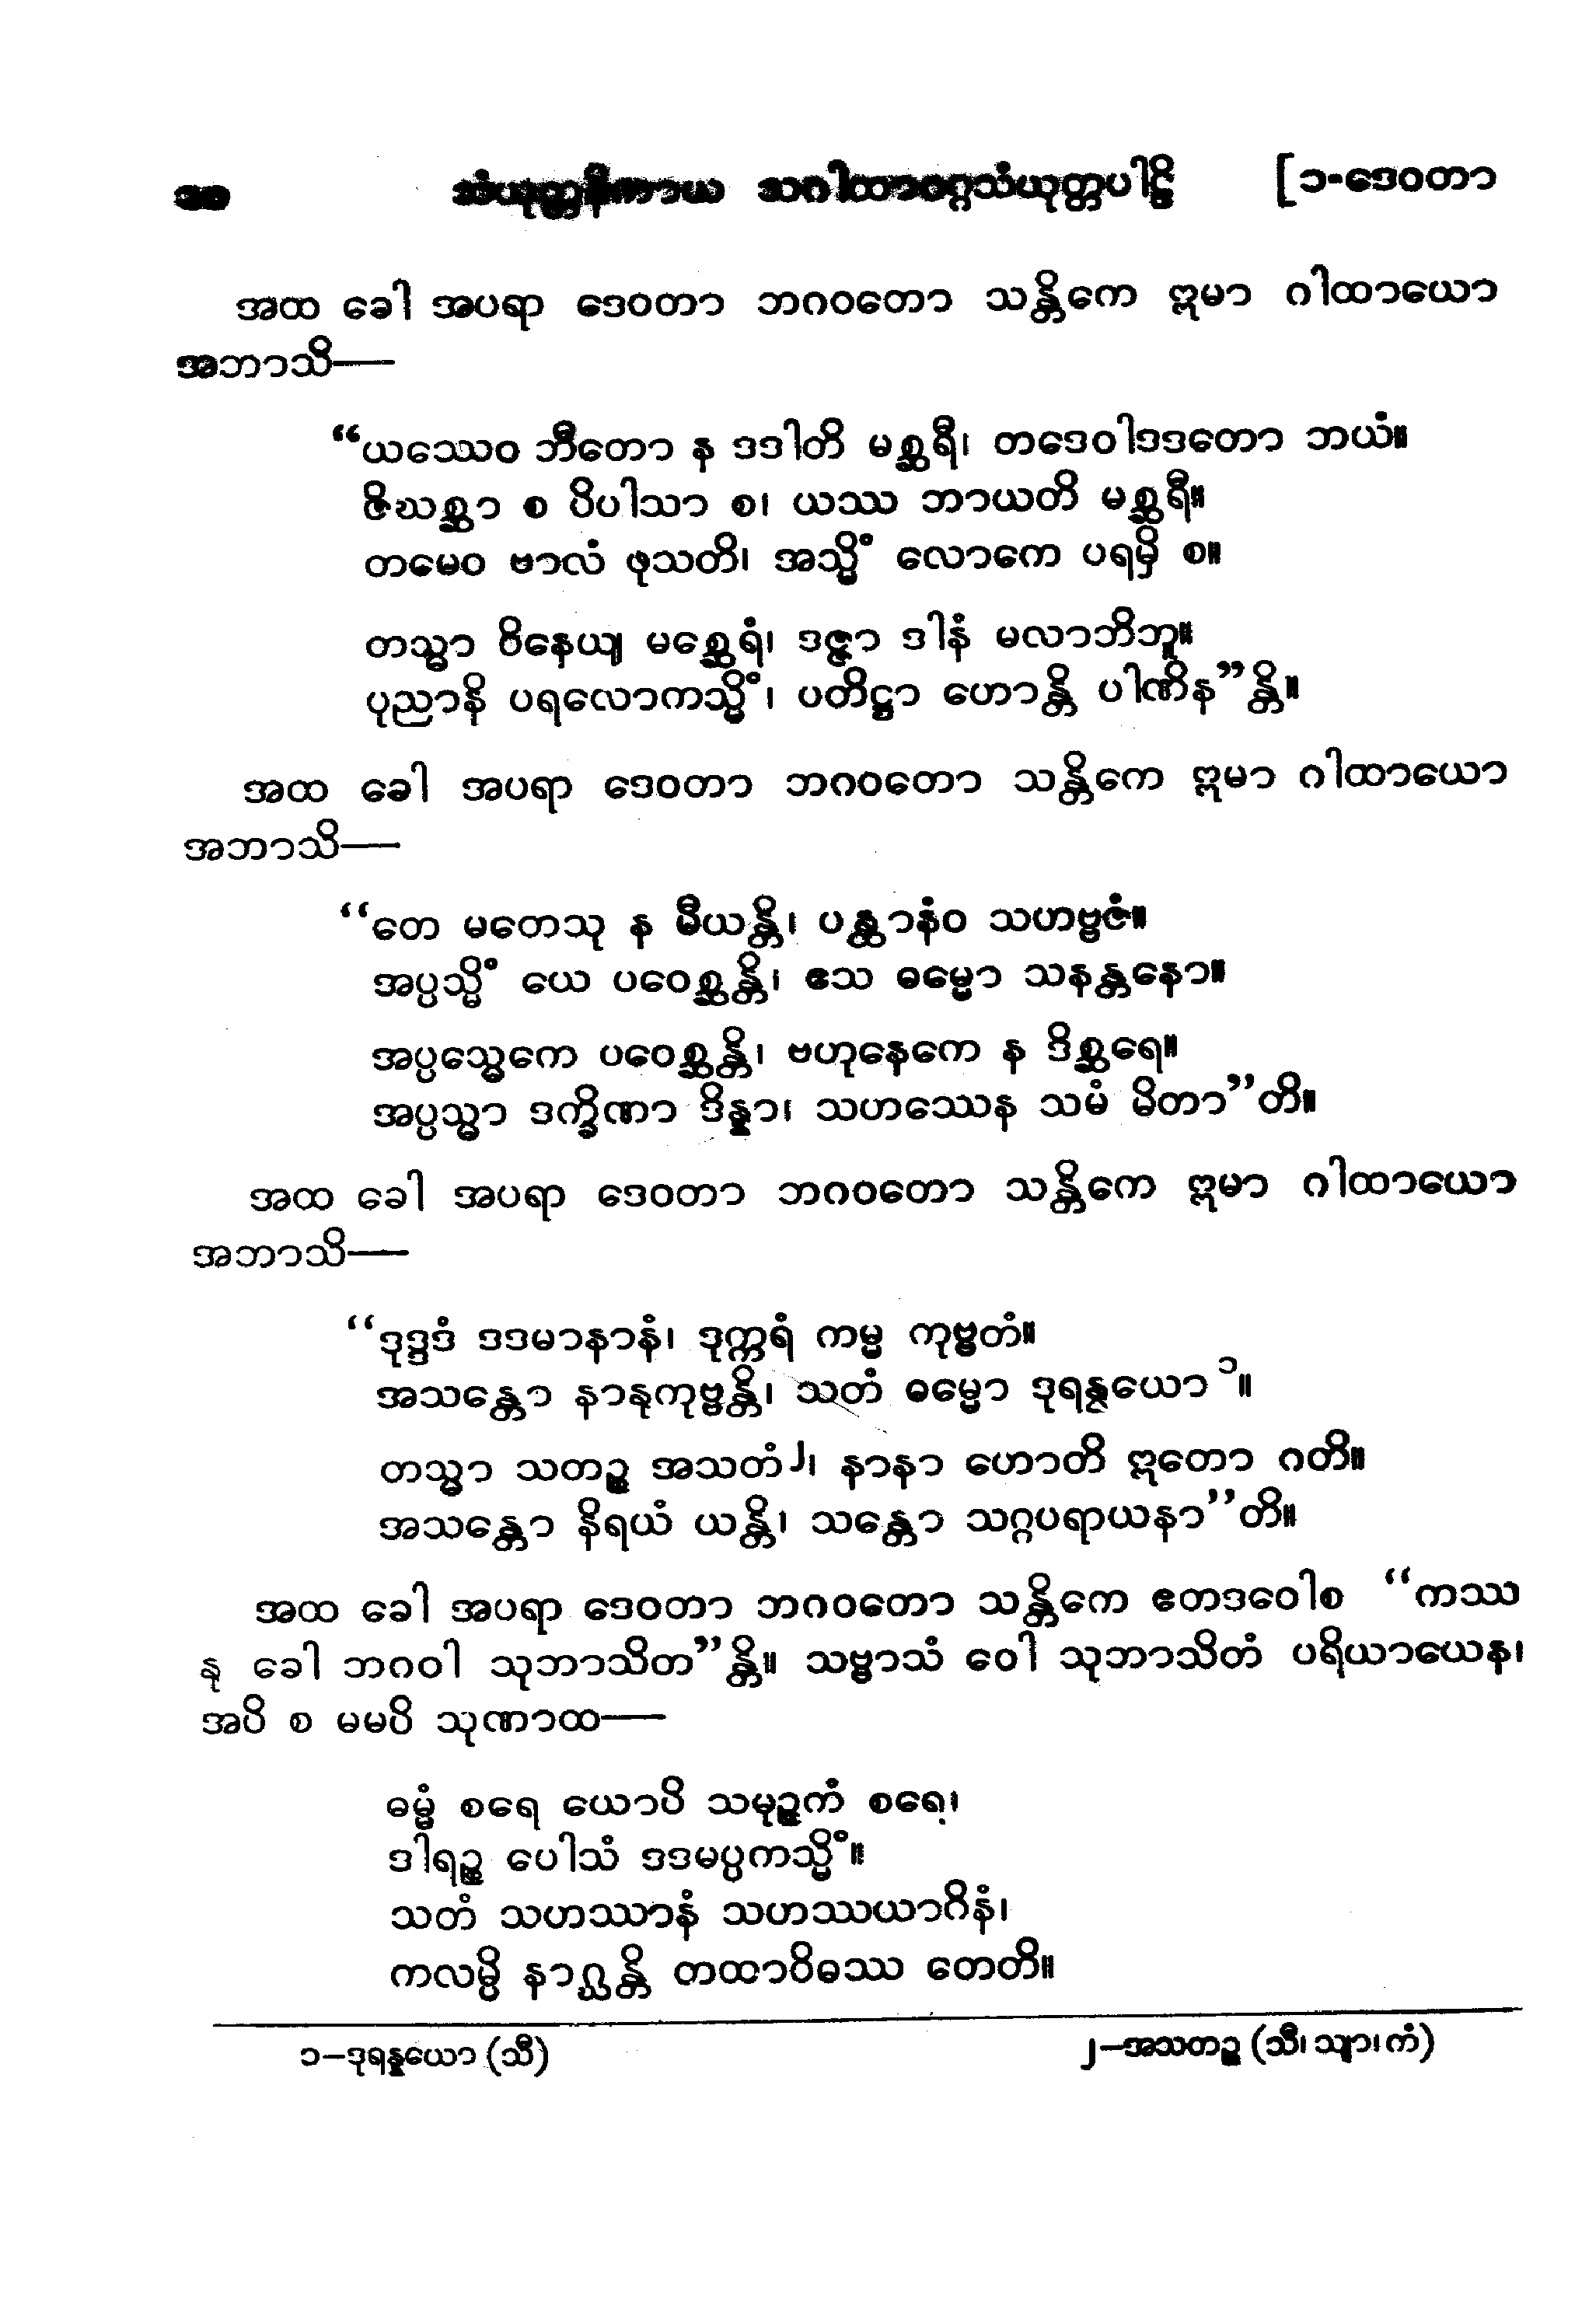 သံယုတ္တနိကာယ သဂါထာဝဂ္ဂသံယုတ္တပါဠိ [၁-ဒေဝတာ
အထ ခေါ အပရာ ဒေဝတာ ဘဂဝတော သန္တိကေ ဣမာ ဂါထာယော
အဘာသိ—
“ယဿေဝ ဘီတော န ဒဒါတိ မစ္ဆရီ၊ တဒေဝါဒဒတော ဘယံ။
ဇိဃစ္ဆာ စ ပိပါသာ စ၊ ယဿ ဘာယတိ မစ္ဆရီ။
တမေဝ ဗာလံ ဖုသတိ၊ အသ္မိံ လောကေ ပရမှိ စ။
တသ္မာ ဝိနေယျ မစ္ဆေရံ၊ ဒဇ္ဇာ ဒါနံ မလာဘိဘူ။
ပုညာနိ ပရလောကသ္မိံ၊ ပတိဋ္ဌာ ဟောန္တိ ပါဏိန”န္တိ။
အထ ခေါ အပရာ ဒေဝတာ ဘဂဝတော သန္တိကေ ဣမာ ဂါထာယော
အဘာသိ—
“တေ မတေသု န မီယန္တိ၊ ပန္ထာနံဝ သဟဗ္ဗဇံ။
အပ္ပသ္မိံ ယေ ပဝေစ္ဆန္တိ၊ ဧသ ဓမ္မော သနန္တနော။
အပ္ပသ္မေကေ ပဝေစ္ဆန္တိ၊ ဗဟုနေကေ န ဒိစ္ဆရေ။
အပ္ပသ္မာ ဒက္ခိဏာ ဒိန္နာ၊ သဟဿေန သမံ မိတာ”တိ။
အထ ခေါ အပရာ ဒေဝတာ ဘဂဝတော သန္တိကေ ဣမာ ဂါထာယော
အဘာသိ—
“ဒုဒ္ဒဒံ ဒဒမာနာနံ၊ ဒုက္ကရံ ကမ္မ ကုဗ္ဗတံ။
အသန္တော နာနုကုဗ္ဗန္တိ၊ သတံ ဓမ္မော ဒုရန္វယော၁။
တသ္မာ သတဉ္စ အသတံ၂၊ နာနာ ဟောတိ ဣတော ဂတိ။
အသန္တော နိရယံ ယန္တိ၊ သန္တော သဂ္ဂပရာယနာ”တိ။
အထ ခေါ အပရာ ဒေဝတာ ဘဂဝတော သန္တိကေ ဧတဒဝေါစ “ကဿ
နု ခေါ ဘဂဝါ သုဘာသိတ”န္တိ။ သဗ္ဗာသံ ဝေါ သုဘာသိတံ ပရိယာယေန၊
အပိ စ မမပိ သုဏာထ—
ဓမ္မံ စရေ ယောပိ သမုဉ္ဆကံ စရေ၊
ဒါရဉ္စ ပေါသံ ဒဒမပ္ပကသ္မိံ။
သတံ သဟဿာနံ သဟဿယာဂိနံ၊
ကလမ္ပိ နာဂ္ဃန္တိ တထာဝိဓဿ တေတိ။
၁–ဒုရန္နယော (သီ) ၂–အသတဉ္စ (သီ၊ သျာ၊ ကံ)